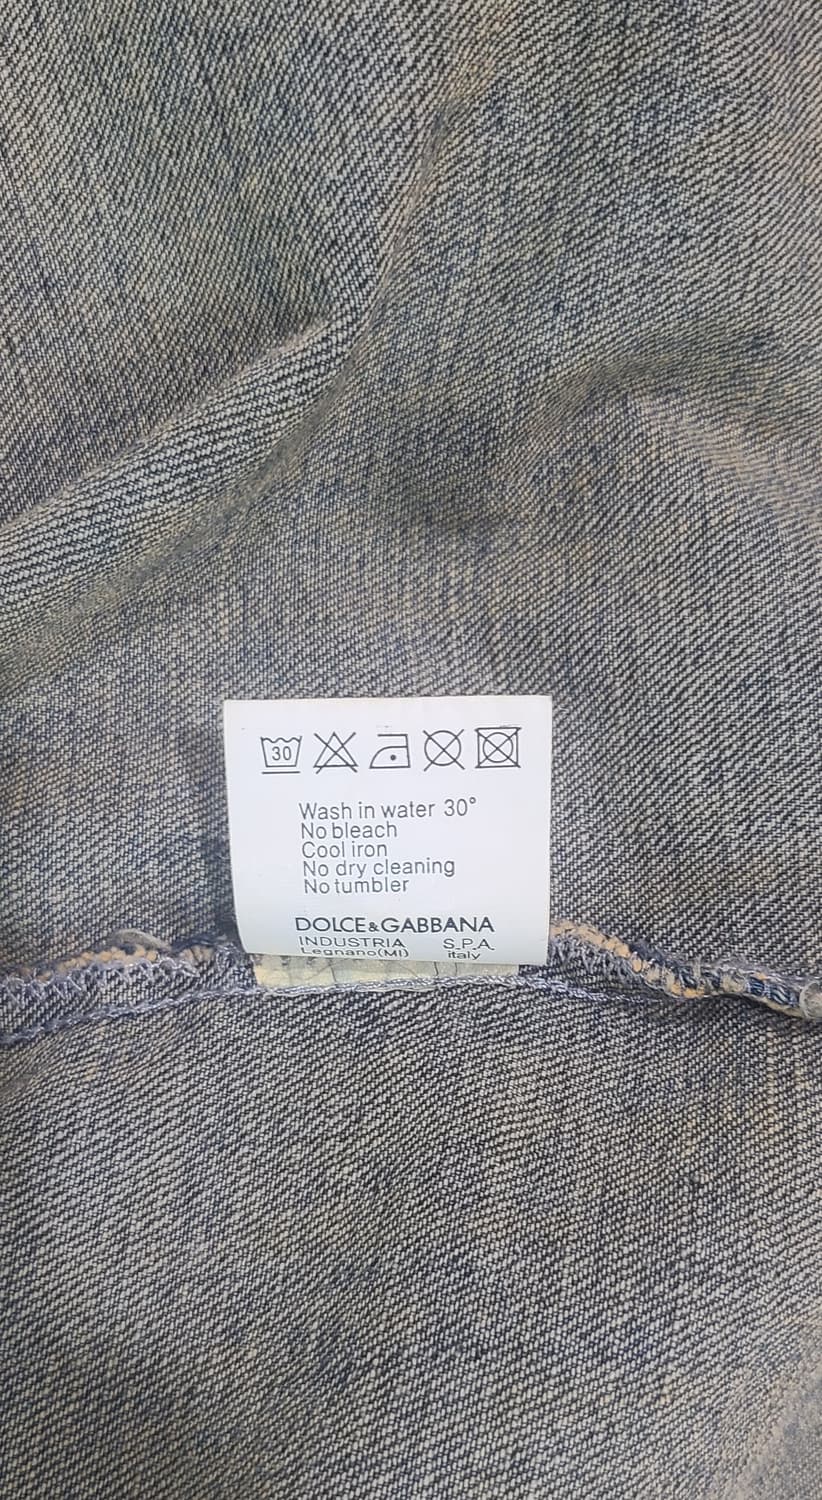 30
Wash in water 30°
No bleach
Cool iron
No dry cleaning
No tumbler
DOLCE&GABBANA
INDUSTRIA S.P.A.
Legnano(MI) italy